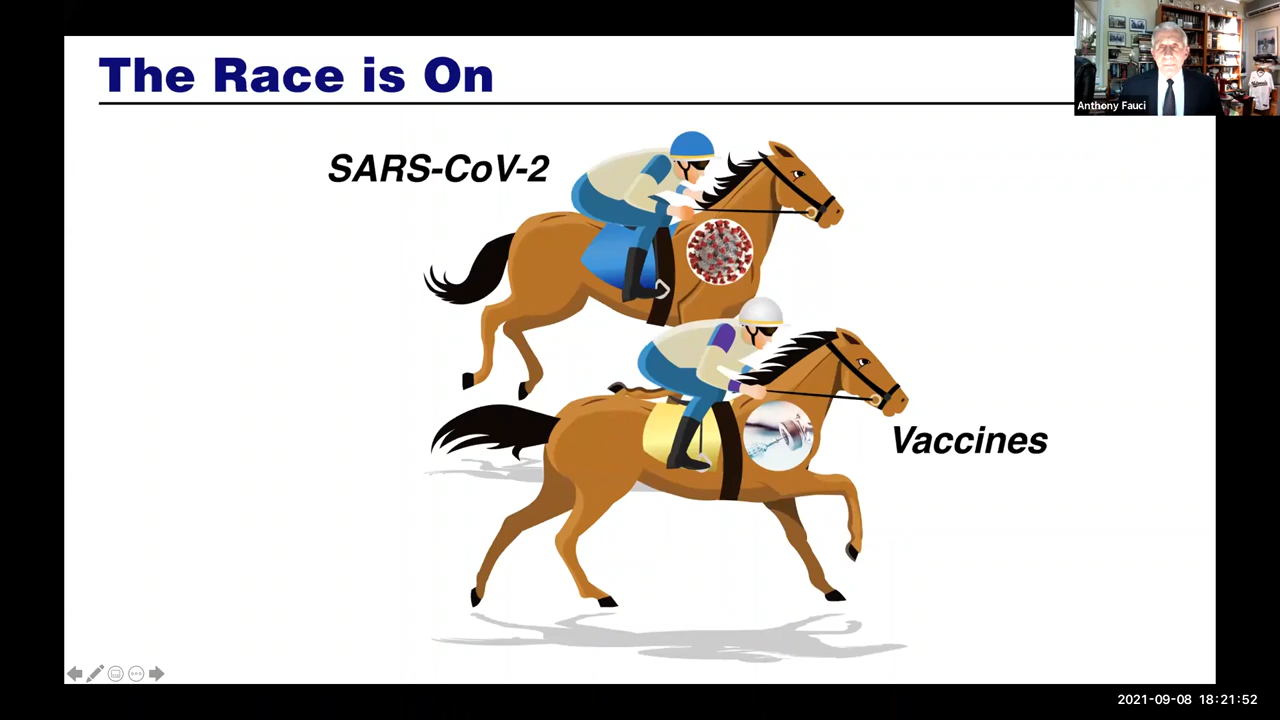 The Race is On
Anthony Fauci
SARS-CoV-2
Vaccines
2021-09-08 18:21:52